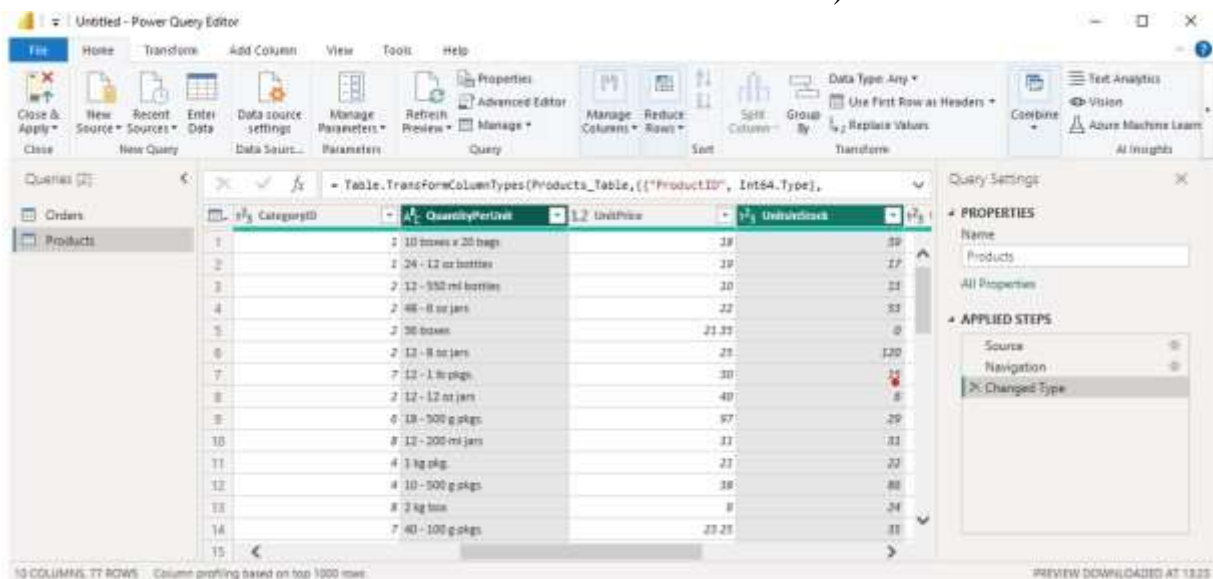 Untitled - Power Query Editor
File Home Transform Add Column View Tools Help
Close & Apply
New Source
Recent Sources
Enter Data
Data source settings
Manage Parameters
Refresh Preview
Properties
Advanced Editor
Manage
Manage Columns
Reduce Rows
Split Column
Group By
Data Type: Any
Use First Row as Headers
Replace Values
Combine
Text Analytics
Vision
Azure Machine Learn
Close New Query Data Sourc... Parameters Query Sort Transform AI Insights
Queries [2]
Orders
Products
= Table.TransformColumnTypes(Products_Table,{{"ProductID", Int64.Type},
CategoryID QuantityPerUnit 1.2 UnitPrice UnitsInStock
1 1 10 boxes x 20 bags 18 39
2 1 24 - 12 oz bottles 19 17
3 2 12 - 550 ml bottles 10 13
4 2 48 - 6 oz jars 22 53
5 2 36 boxes 21.35 0
6 2 12 - 8 oz jars 25 120
7 7 12 - 1 lb pkgs. 30 15
8 2 12 - 12 oz jars 40 6
9 6 18 - 500 g pkgs. 97 29
10 8 12 - 200 ml jars 31 31
11 4 1 kg pkg. 21 22
12 4 10 - 500 g pkgs. 38 86
13 8 2 kg box 6 24
14 7 40 - 100 g pkgs. 23.25 35
15
Query Settings
PROPERTIES
Name
Products
All Properties
APPLIED STEPS
Source
Navigation
Changed Type
10 COLUMNS, 77 ROWS Column profiling based on top 1000 rows
PREVIEW DOWNLOADED AT 13:25